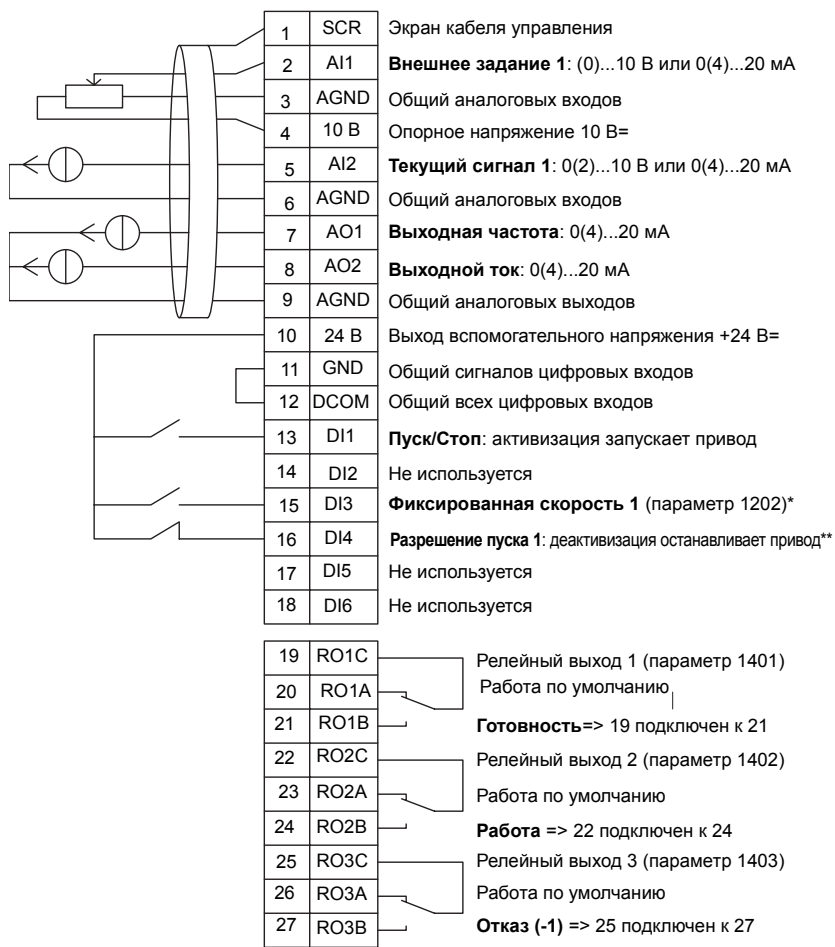 1 SCR Экран кабеля управления
2 AI1 Внешнее задание 1: (0)...10 В или 0(4)...20 мА
3 AGND Общий аналоговых входов
4 10 В Опорное напряжение 10 В=
5 AI2 Текущий сигнал 1: 0(2)...10 В или 0(4)...20 мА
6 AGND Общий аналоговых входов
7 AO1 Выходная частота: 0(4)...20 мА
8 AO2 Выходной ток: 0(4)...20 мА
9 AGND Общий аналоговых выходов
10 24 В Выход вспомогательного напряжения +24 В=
11 GND Общий сигналов цифровых входов
12 DCOM Общий всех цифровых входов
13 DI1 Пуск/Стоп: активизация запускает привод
14 DI2 Не используется
15 DI3 Фиксированная скорость 1 (параметр 1202)*
16 DI4 Разрешение пуска 1: деактивизация останавливает привод**
17 DI5 Не используется
18 DI6 Не используется
19 RO1C Релейный выход 1 (параметр 1401)
20 RO1A Работа по умолчанию
21 RO1B Готовность=> 19 подключен к 21
22 RO2C Релейный выход 2 (параметр 1402)
23 RO2A Работа по умолчанию
24 RO2B Работа => 22 подключен к 24
25 RO3C Релейный выход 3 (параметр 1403)
26 RO3A Работа по умолчанию
27 RO3B Отказ (-1) => 25 подключен к 27